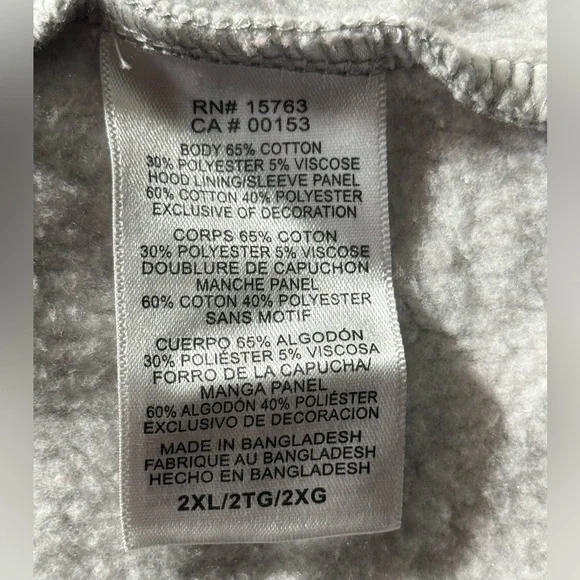 RN# 15763
CA # 00153
BODY 65% COTTON
30% POLYESTER 5% VISCOSE
HOOD LINING/SLEEVE PANEL
60% COTTON 40% POLYESTER
EXCLUSIVE OF DECORATION
CORPS 65% COTON
30% POLYESTER 5% VISCOSE
DOUBLURE DE CAPUCHON
MANCHE PANEL
60% COTON 40% POLYESTER
SANS MOTIF
CUERPO 65% ALGODÓN
30% POLIÉSTER 5% VISCOSA
FORRO DE LA CAPUCHA/
MANGA PANEL
60% ALGODÓN 40% POLIÉSTER
EXCLUSIVO DE DECORACION
MADE IN BANGLADESH
FABRIQUE AU BANGLADESH
HECHO EN BANGLADESH
2XL/2TG/2XG